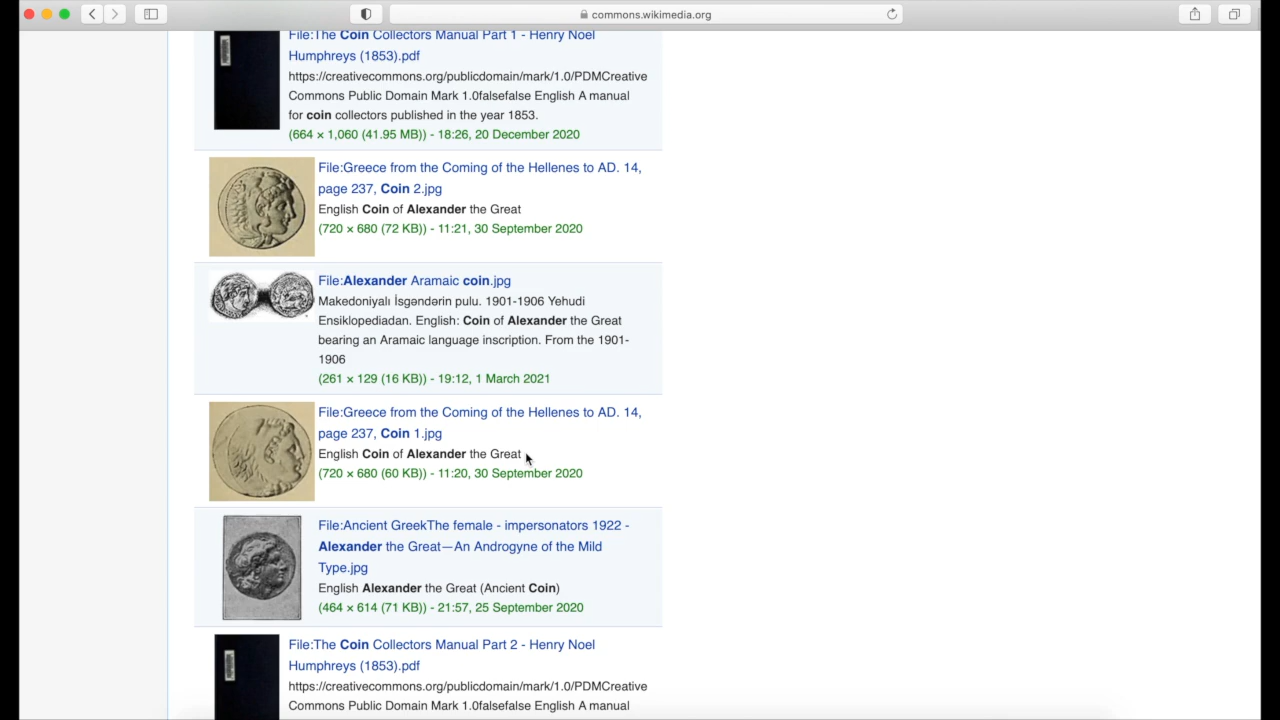 commons.wikimedia.org
File:The Coin Collectors Manual Part 1 - Henry Noel
Humphreys (1853).pdf
https://creativecommons.org/publicdomain/mark/1.0/PDMCreative
Commons Public Domain Mark 1.0falsefalse English A manual
for coin collectors published in the year 1853.
(664 × 1,060 (41.95 MB)) - 18:26, 20 December 2020
File:Greece from the Coming of the Hellenes to AD. 14,
page 237, Coin 2.jpg
English Coin of Alexander the Great
(720 × 680 (72 KB)) - 11:21, 30 September 2020
File:Alexander Aramaic coin.jpg
Makedoniyalı İsgəndərin pulu. 1901-1906 Yehudi
Ensiklopediadan. English: Coin of Alexander the Great
bearing an Aramaic language inscription. From the 1901-
1906
(261 × 129 (16 KB)) - 19:12, 1 March 2021
File:Greece from the Coming of the Hellenes to AD. 14,
page 237, Coin 1.jpg
English Coin of Alexander the Great
(720 × 680 (60 KB)) - 11:20, 30 September 2020
File:Ancient GreekThe female - impersonators 1922 -
Alexander the Great—An Androgyne of the Mild
Type.jpg
English Alexander the Great (Ancient Coin)
(464 × 614 (71 KB)) - 21:57, 25 September 2020
File:The Coin Collectors Manual Part 2 - Henry Noel
Humphreys (1853).pdf
https://creativecommons.org/publicdomain/mark/1.0/PDMCreative
Commons Public Domain Mark 1.0falsefalse English A manual